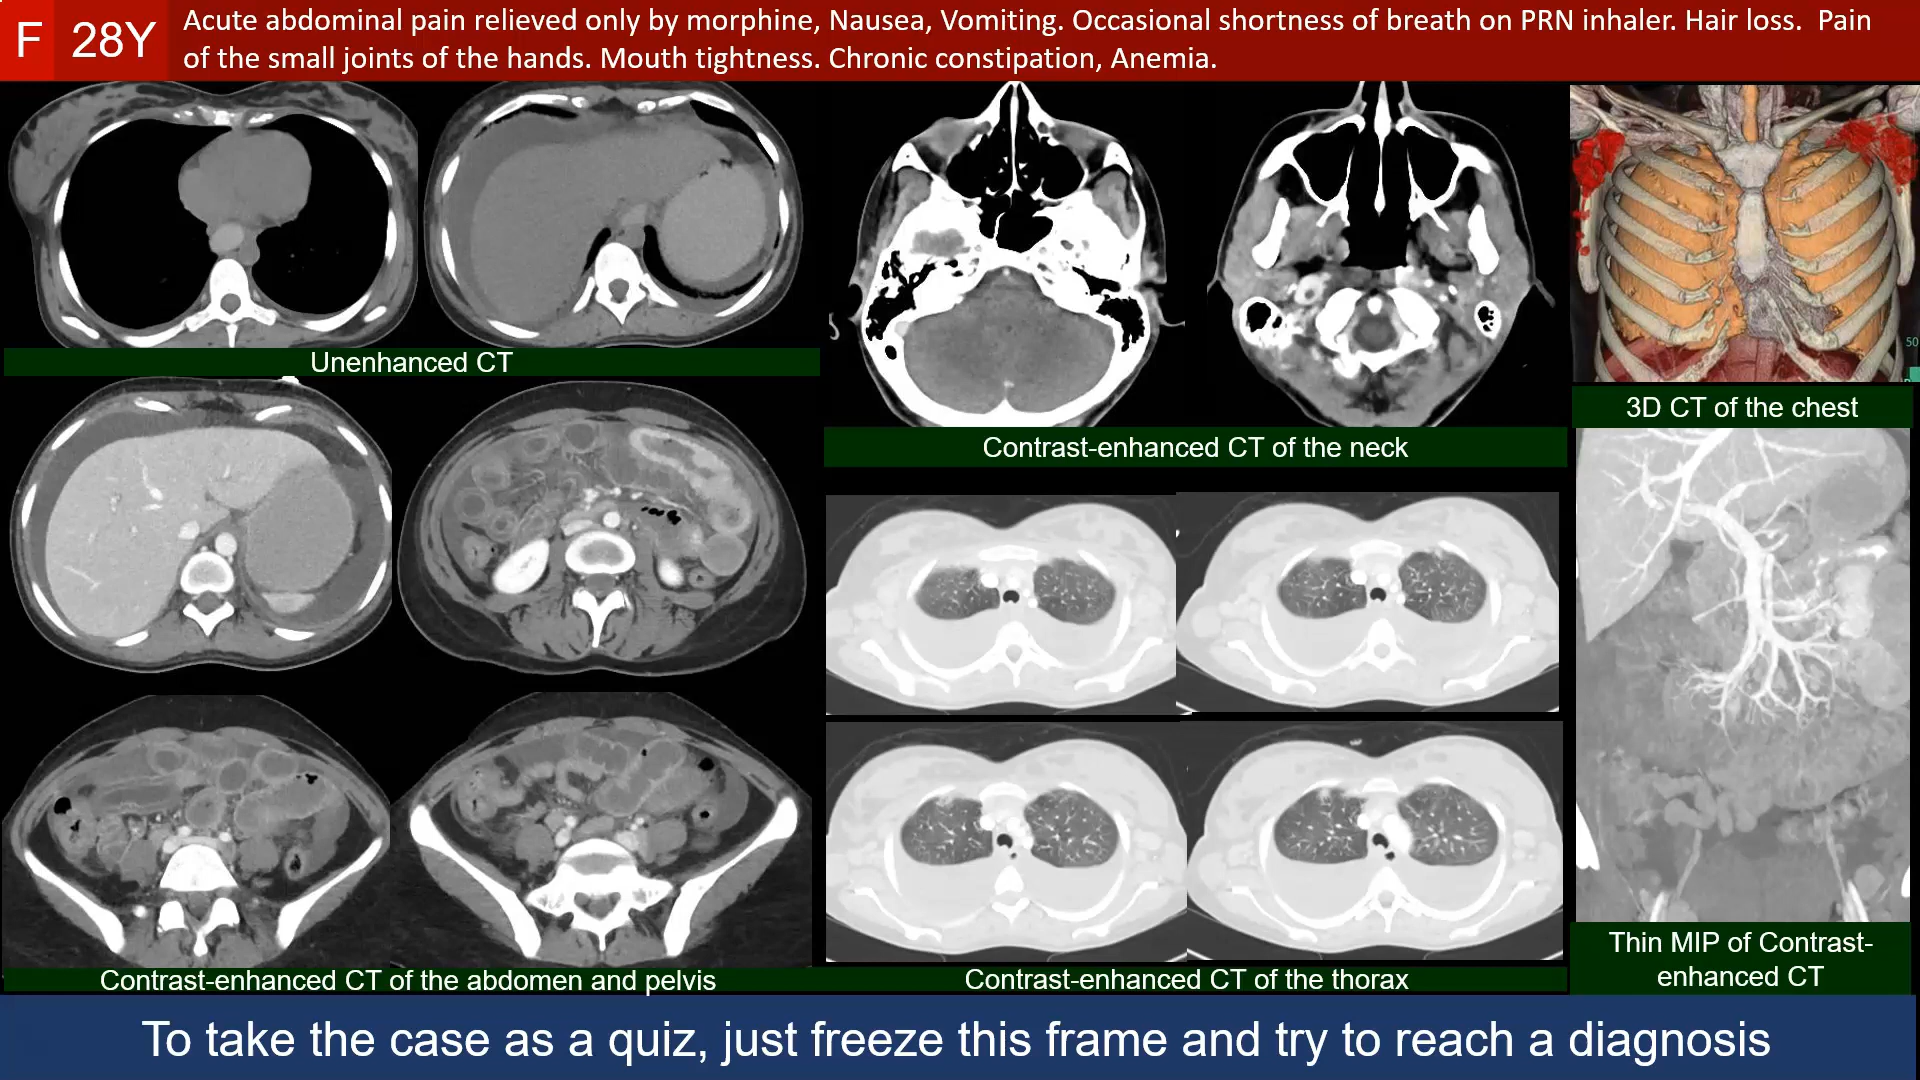 F 28Y
Acute abdominal pain relieved only by morphine, Nausea, Vomiting. Occasional shortness of breath on PRN inhaler. Hair loss.  Pain
of the small joints of the hands. Mouth tightness. Chronic constipation, Anemia.
Unenhanced CT
Contrast-enhanced CT of the neck
50
3D CT of the chest
Contrast-enhanced CT of the abdomen and pelvis
Contrast-enhanced CT of the thorax
Thin MIP of Contrast-
enhanced CT
To take the case as a quiz, just freeze this frame and try to reach a diagnosis